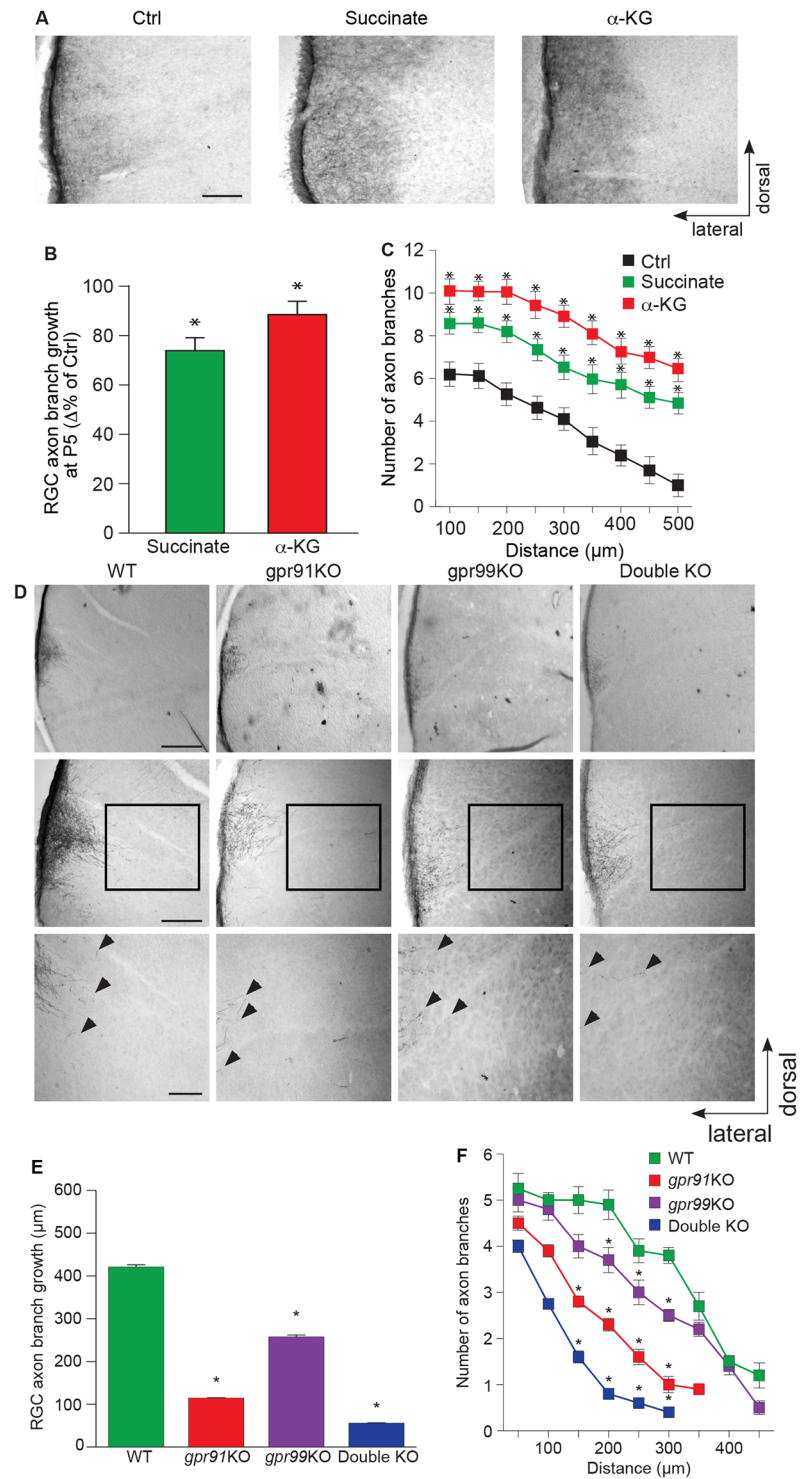 A
Ctrl
Succinate
α-KG
dorsal
lateral
B
RGC axon branch growth
at P5 (Δ% of Ctrl)
100
80
60
40
20
0
*
*
Succinate
α-KG
C
Number of axon branches
12
10
8
6
4
2
0
Ctrl
Succinate
α-KG
* * * * * * * * *
* * * * * * * * *
100 200 300 400 500
Distance (µm)
D
WT
gpr91KO
gpr99KO
Double KO
dorsal
lateral
E
RGC axon branch growth (µm)
600
500
400
300
200
100
0
*
*
*
WT
gpr91KO
gpr99KO
Double KO
F
Number of axon branches
6
5
4
3
2
1
0
WT
gpr91KO
gpr99KO
Double KO
* * *
* * * *
* * * *
100 200 300 400
Distance (µm)